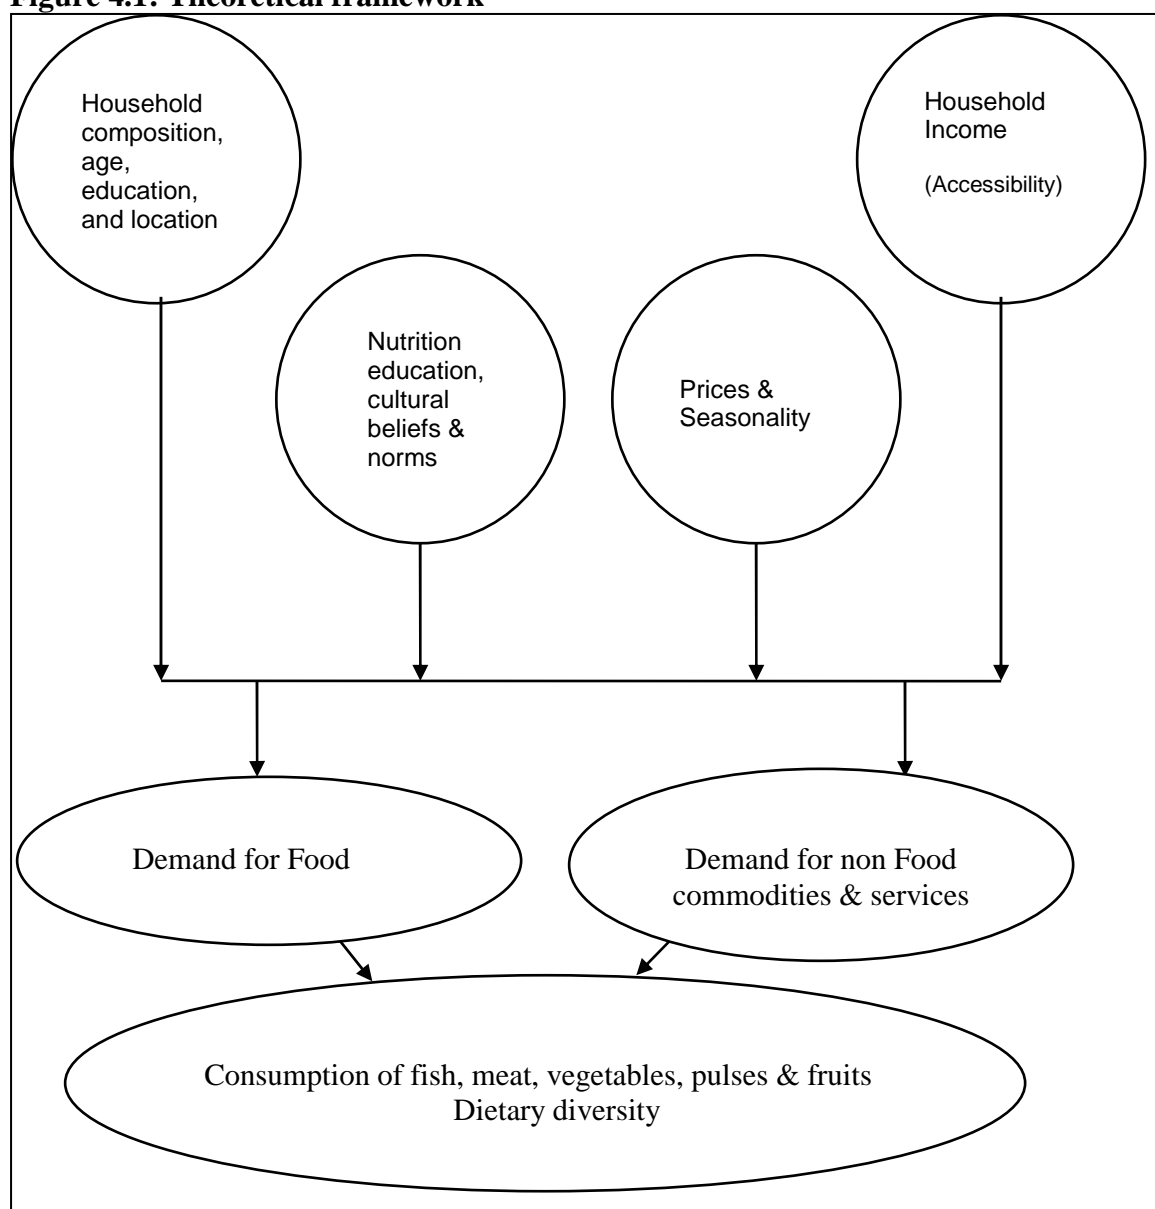 Figure 4.1: Theoretical framework
Household
composition,
age,
education,
and location
Household
Income
(Accessibility)
Nutrition
education,
cultural
beliefs &
norms
Prices &
Seasonality
Demand for Food
Demand for non Food
commodities & services
Consumption of fish, meat, vegetables, pulses & fruits
Dietary diversity